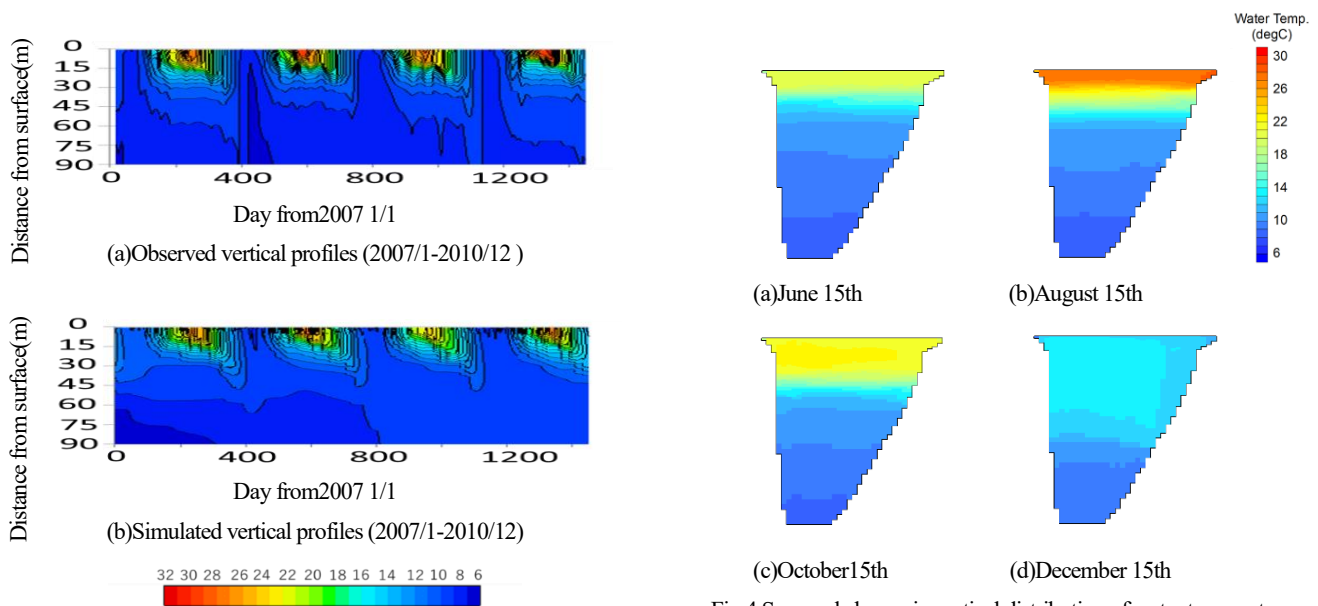 Distance from surface(m)
0
15
30
45
60
75
90
0 400 800 1200
Day from2007 1/1
(a)Observed vertical profiles (2007/1-2010/12 )
Distance from surface(m)
0
15
30
45
60
75
90
0 400 800 1200
Day from2007 1/1
(b)Simulated vertical profiles (2007/1-2010/12)
32 30 28 26 24 22 20 18 16 14 12 10 8 6
Water Temp.
(degC)
30
26
22
18
14
10
6
(a)June 15th
(b)August 15th
(c)October15th
(d)December 15th